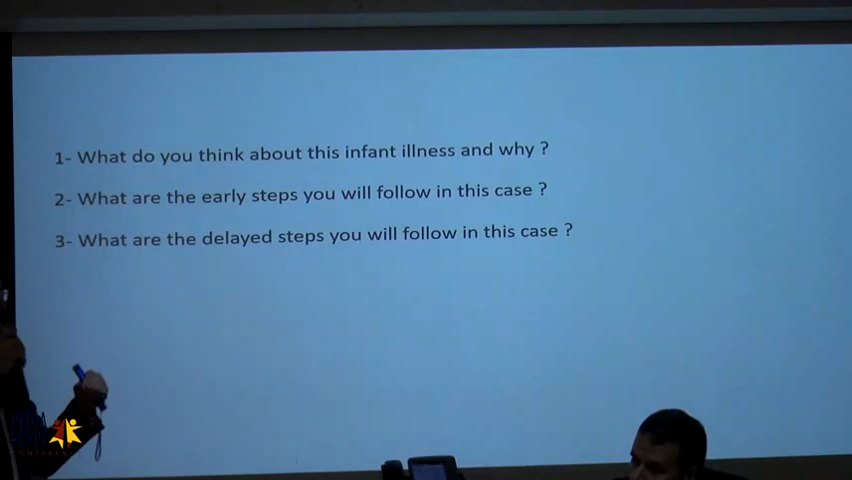 1- What do you think about this infant illness and why ?
2- What are the early steps you will follow in this case ?
3- What are the delayed steps you will follow in this case ?